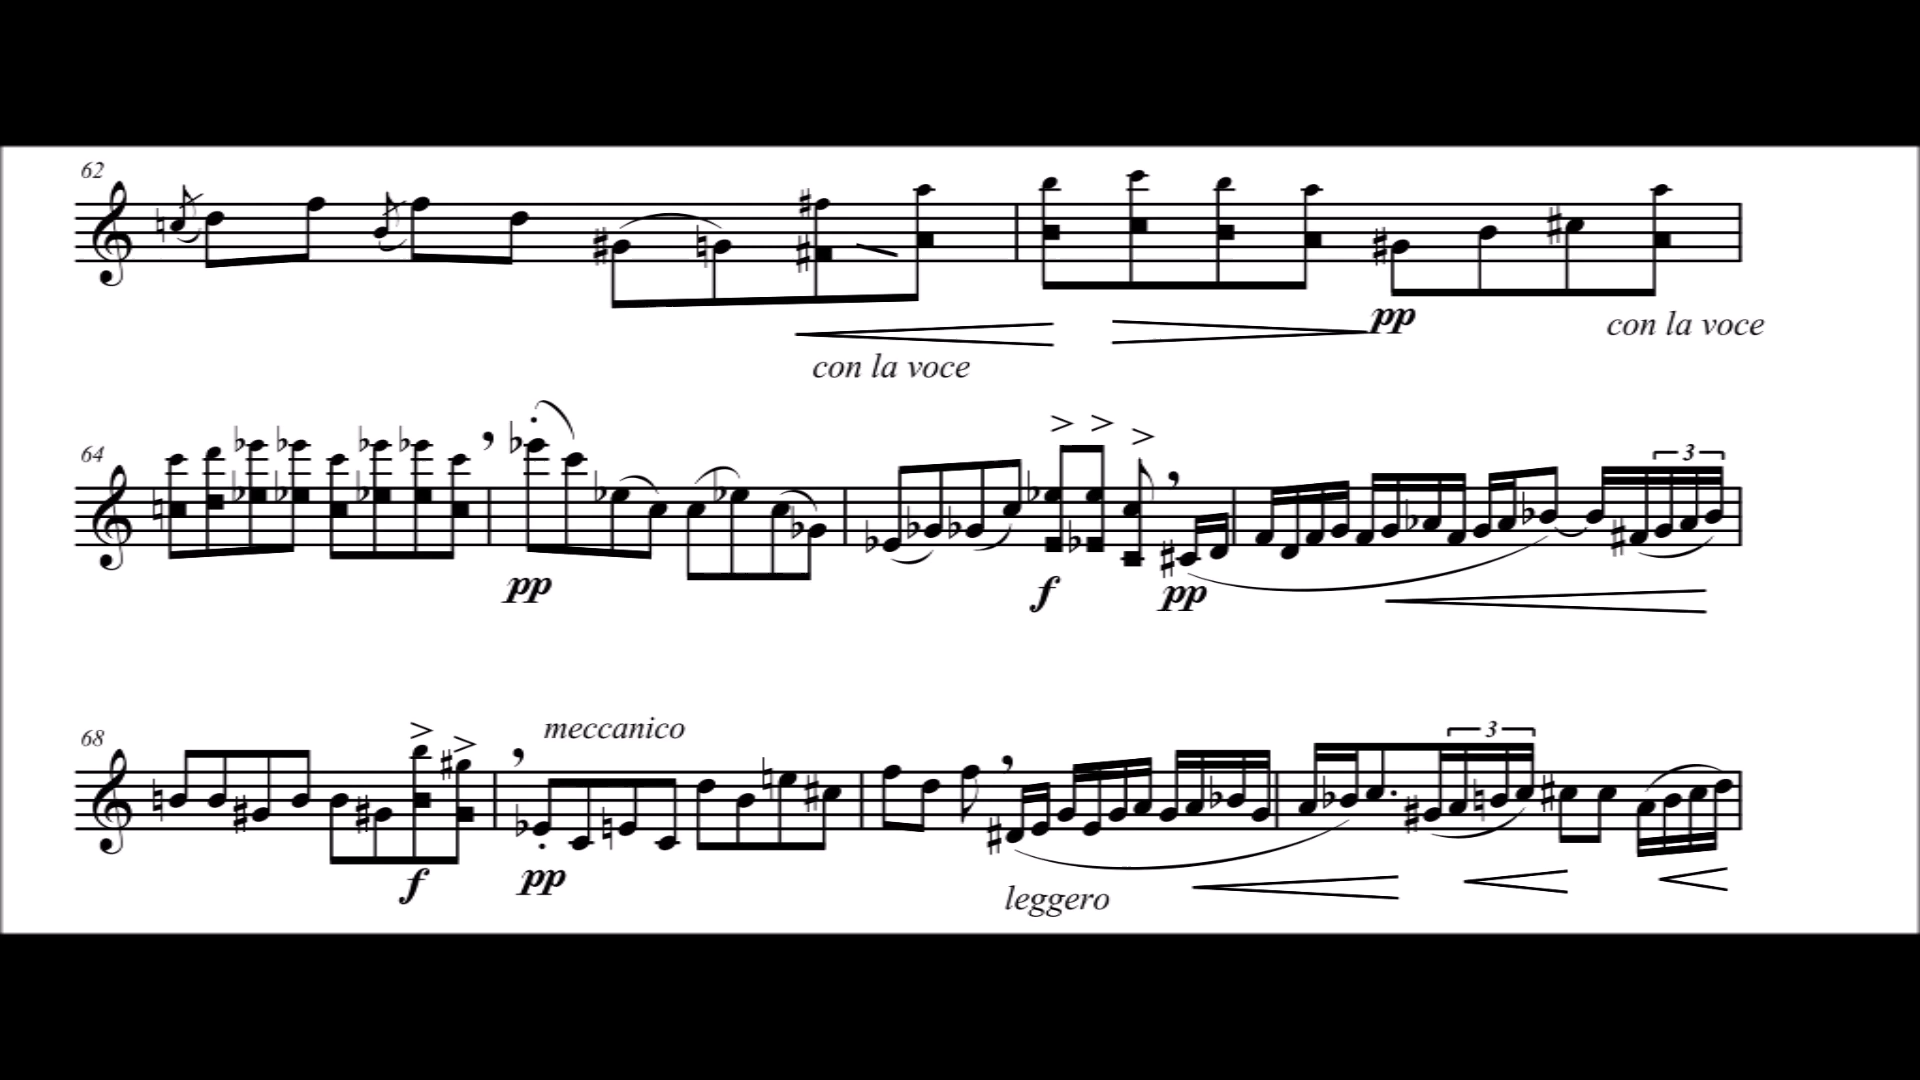 62
pp
con la voce
con la voce
64
3
pp
f
pp
68
meccanico
3
f
pp
leggero